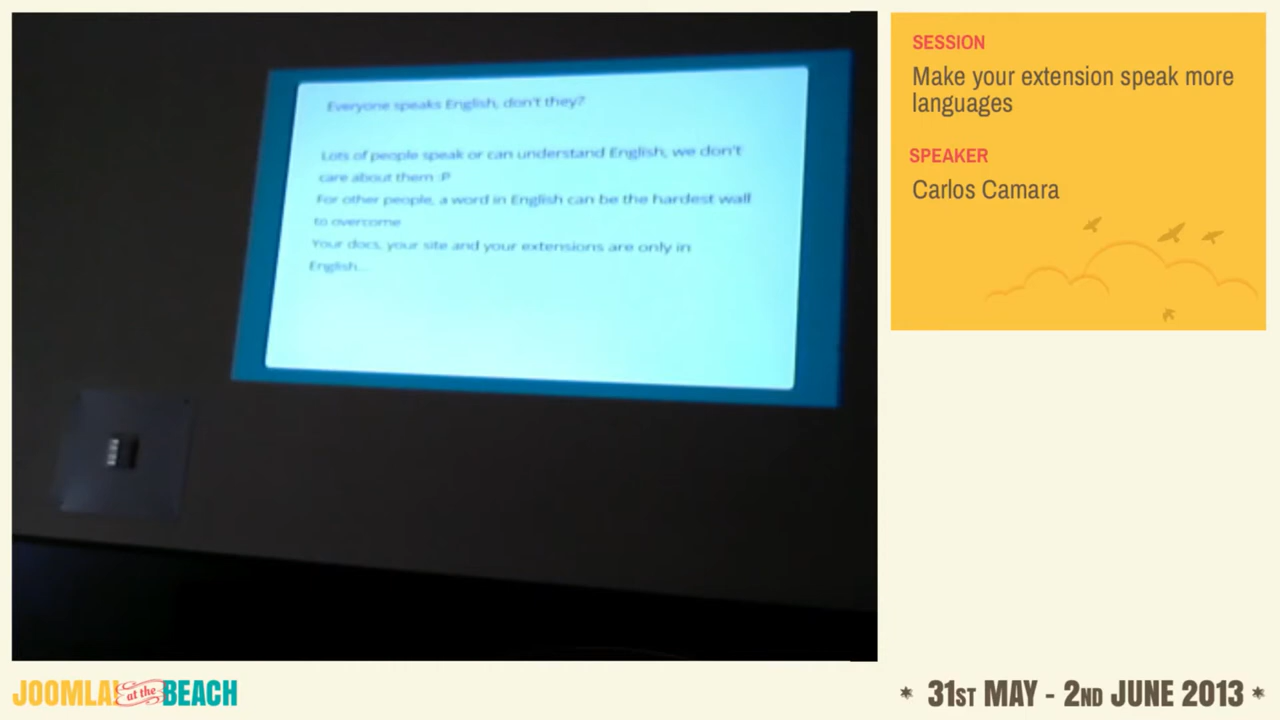 Everyone speaks English, don't they?
Lots of people speak or can understand English, we don't
care about them :P
For other people, a word in English can be the hardest wall
to overcome
Your docs, your site and your extensions are only in
English...
SESSION
Make your extension speak more
languages
SPEAKER
Carlos Camara
JOOMLA! at the BEACH
* 31ST MAY - 2ND JUNE 2013 *